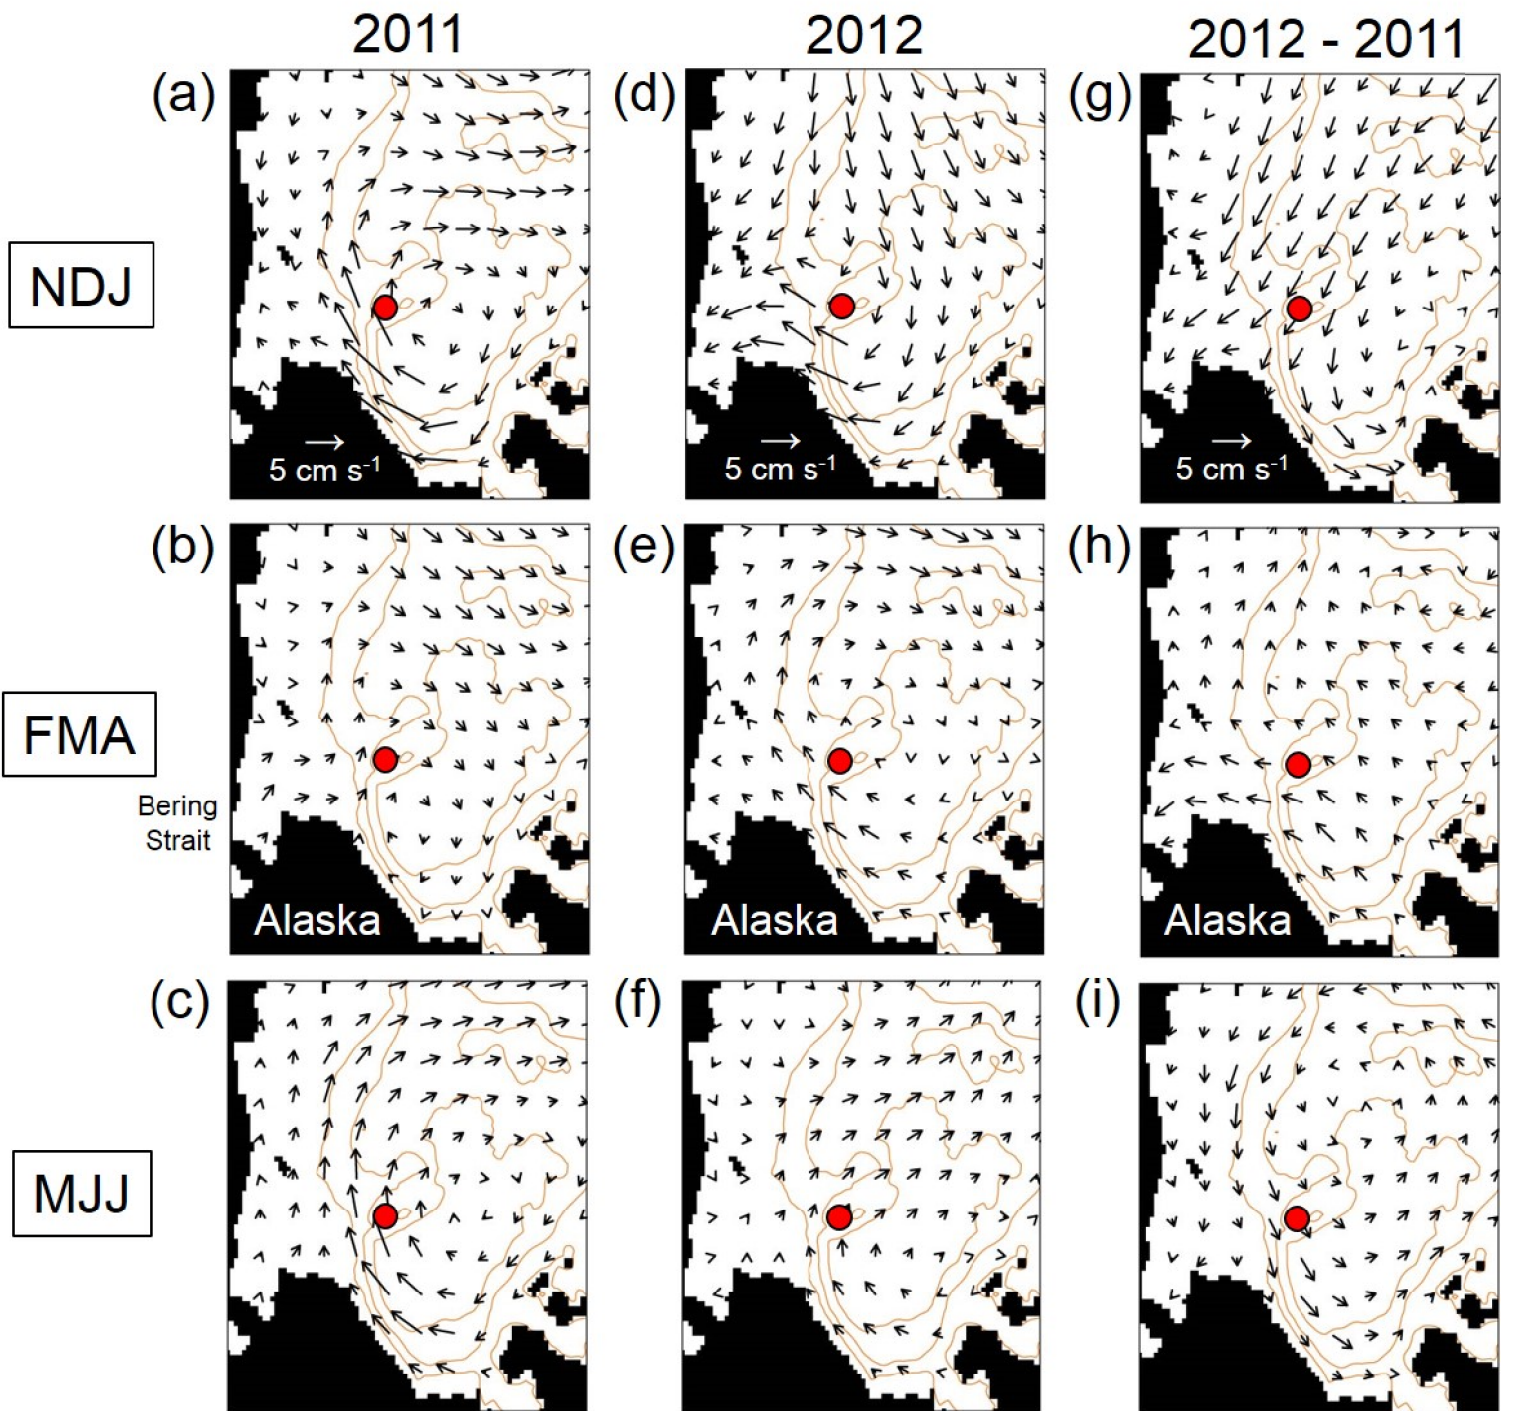 2011 2012 2012 - 2011
(a) (d) (g)
NDJ
5 cm s-1 5 cm s-1 5 cm s-1
(b) (e) (h)
FMA
Bering
Strait
Alaska Alaska Alaska
(c) (f) (i)
MJJ